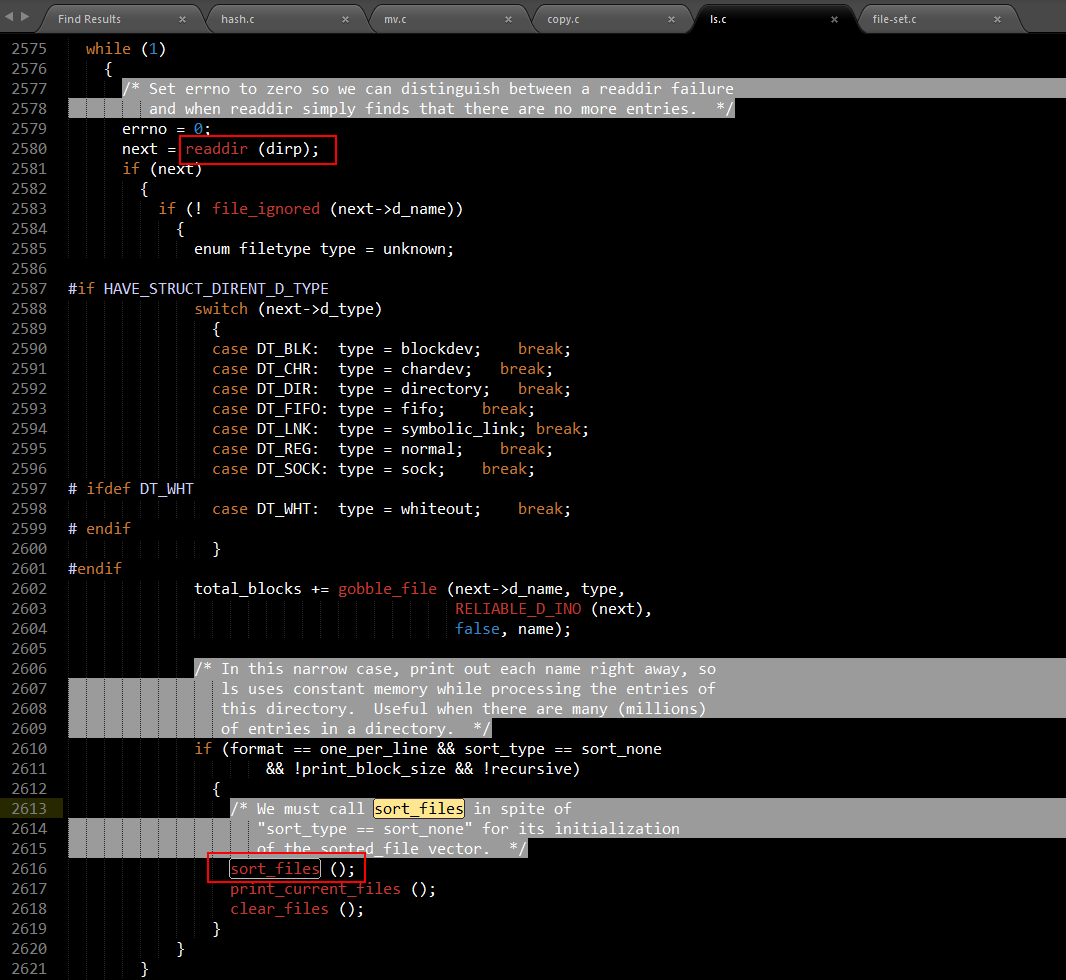 Find Results × hash.c × mv.c × copy.c × ls.c × file-set.c ×
2575 while (1)
2576 {
2577 /* Set errno to zero so we can distinguish between a readdir failure
2578 and when readdir simply finds that there are no more entries. */
2579 errno = 0;
2580 next = readdir (dirp);
2581 if (next)
2582 {
2583 if (! file_ignored (next->d_name))
2584 {
2585 enum filetype type = unknown;
2586
2587 #if HAVE_STRUCT_DIRENT_D_TYPE
2588 switch (next->d_type)
2589 {
2590 case DT_BLK: type = blockdev; break;
2591 case DT_CHR: type = chardev; break;
2592 case DT_DIR: type = directory; break;
2593 case DT_FIFO: type = fifo; break;
2594 case DT_LNK: type = symbolic_link; break;
2595 case DT_REG: type = normal; break;
2596 case DT_SOCK: type = sock; break;
2597 # ifdef DT_WHT
2598 case DT_WHT: type = whiteout; break;
2599 # endif
2600 }
2601 #endif
2602 total_blocks += gobble_file (next->d_name, type,
2603 RELIABLE_D_INO (next),
2604 false, name);
2605
2606 /* In this narrow case, print out each name right away, so
2607 ls uses constant memory while processing the entries of
2608 this directory. Useful when there are many (millions)
2609 of entries in a directory. */
2610 if (format == one_per_line && sort_type == sort_none
2611 && !print_block_size && !recursive)
2612 {
2613 /* We must call sort_files in spite of
2614 "sort_type == sort_none" for its initialization
2615 of the sorted_file vector. */
2616 sort_files ();
2617 print_current_files ();
2618 clear_files ();
2619 }
2620 }
2621 }